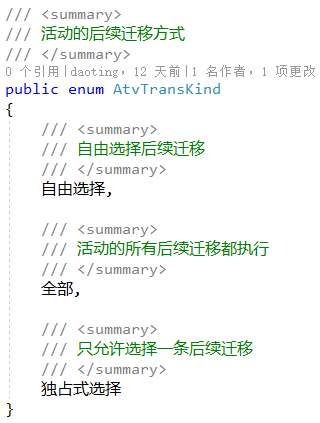 /// <summary>
/// 活动的后续迁移方式
/// </summary>
0 个引用|daoting，12 天前|1 名作者，1 项更改
public enum AtvTransKind
{
/// <summary>
/// 自由选择后续迁移
/// </summary>
自由选择,
/// <summary>
/// 活动的所有后续迁移都执行
/// </summary>
全部,
/// <summary>
/// 只允许选择一条后续迁移
/// </summary>
独占式选择
}